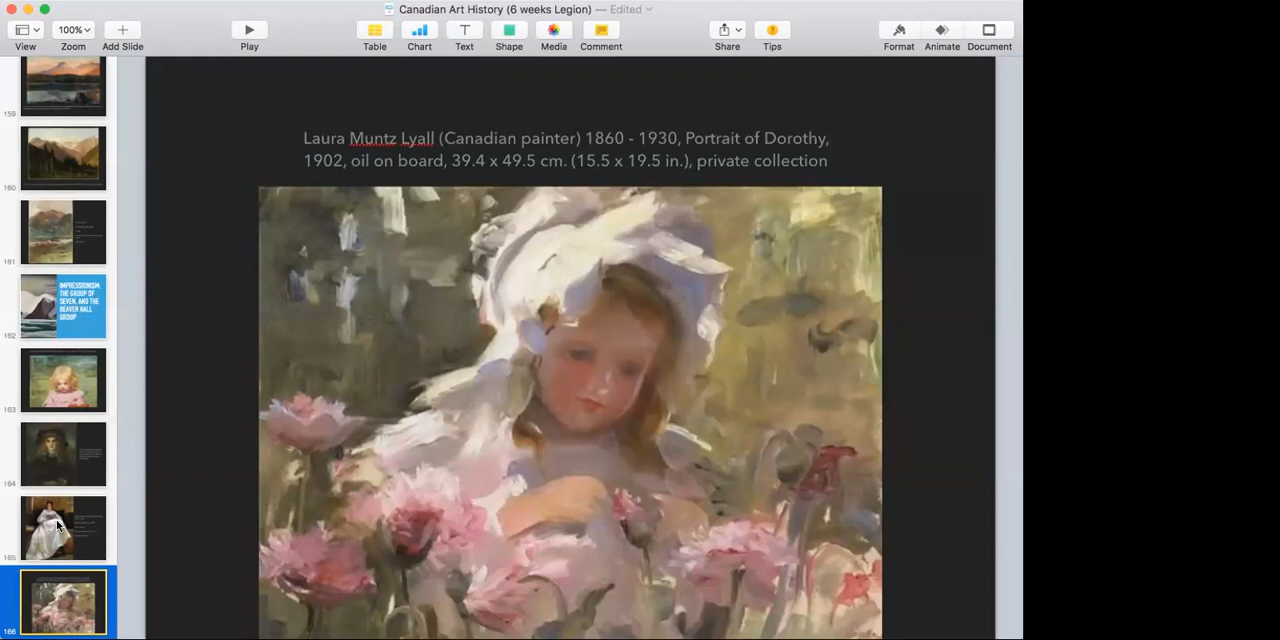 Canadian Art History (6 weeks Legion) — Edited
100%
View
Zoom
Add Slide
Play
Table
Chart
Text
Shape
Media
Comment
Share
Tips
Format
Animate
Document
Laura Muntz Lyall (Canadian painter) 1860 - 1930, Portrait of Dorothy,
1902, oil on board, 39.4 x 49.5 cm. (15.5 x 19.5 in.), private collection
159
160
161
IMPRESSIONISM,
THE GROUP OF
SEVEN, AND THE
BEAVER HALL
GROUP
162
163
164
165
166